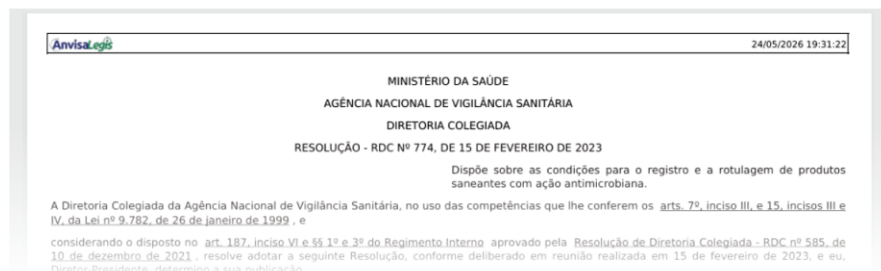 AnvisaLegis
24/05/2026 19:31:22
MINISTÉRIO DA SAÚDE
AGÊNCIA NACIONAL DE VIGILÂNCIA SANITÁRIA
DIRETORIA COLEGIADA
RESOLUÇÃO - RDC Nº 774, DE 15 DE FEVEREIRO DE 2023
Dispõe sobre as condições para o registro e a rotulagem de produtos
saneantes com ação antimicrobiana.
A Diretoria Colegiada da Agência Nacional de Vigilância Sanitária, no uso das competências que lhe conferem os arts. 7º, inciso III, e 15, incisos III e
IV, da Lei nº 9.782, de 26 de janeiro de 1999 , e
considerando o disposto no art. 187, inciso VI e §§ 1º e 3º do Regimento Interno aprovado pela Resolução de Diretoria Colegiada - RDC nº 585, de
10 de dezembro de 2021 , resolve adotar a seguinte Resolução, conforme deliberado em reunião realizada em 15 de fevereiro de 2023, e eu,
Diretor-Presidente, determino a sua publicação.